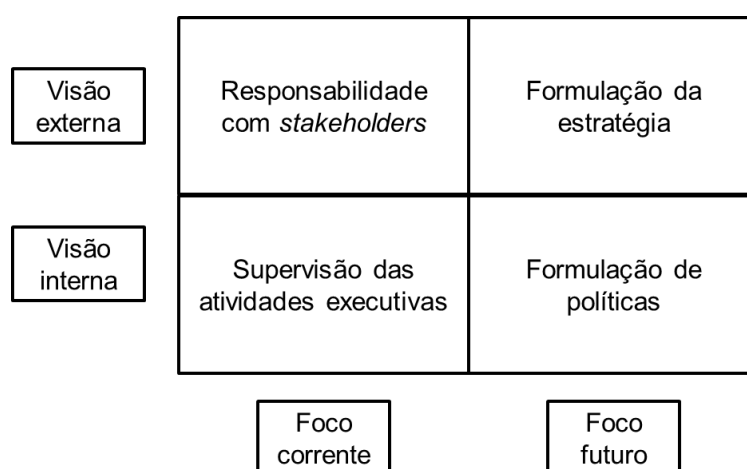 Visão
externa
Responsabilidade
com stakeholders
Formulação da
estratégia
Visão
interna
Supervisão das
atividades executivas
Formulação de
políticas
Foco
corrente
Foco
futuro